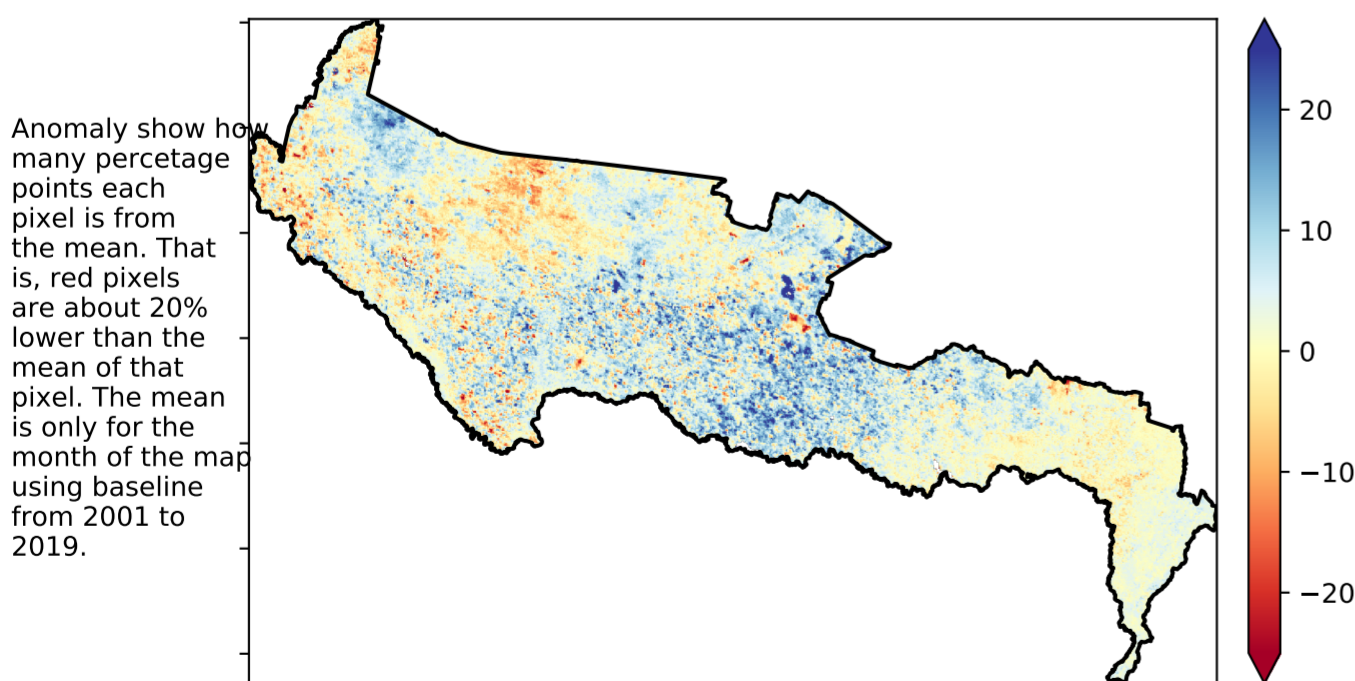 Anomaly show how
many percetage
points each
pixel is from
the mean. That
is, red pixels
are about 20%
lower than the
mean of that
pixel. The mean
is only for the
month of the map
using baseline
from 2001 to
2019.
20
10
0
−10
−20